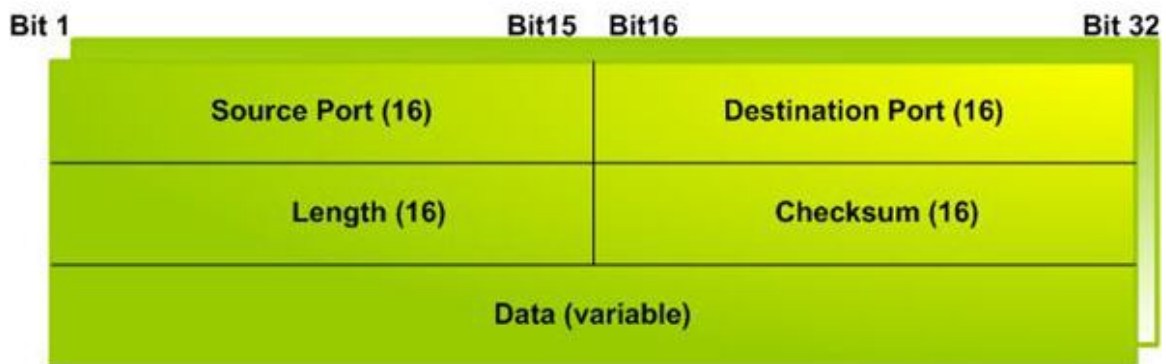 Bit 1 Bit15 Bit16 Bit 32
Source Port (16) Destination Port (16)
Length (16) Checksum (16)
Data (variable)